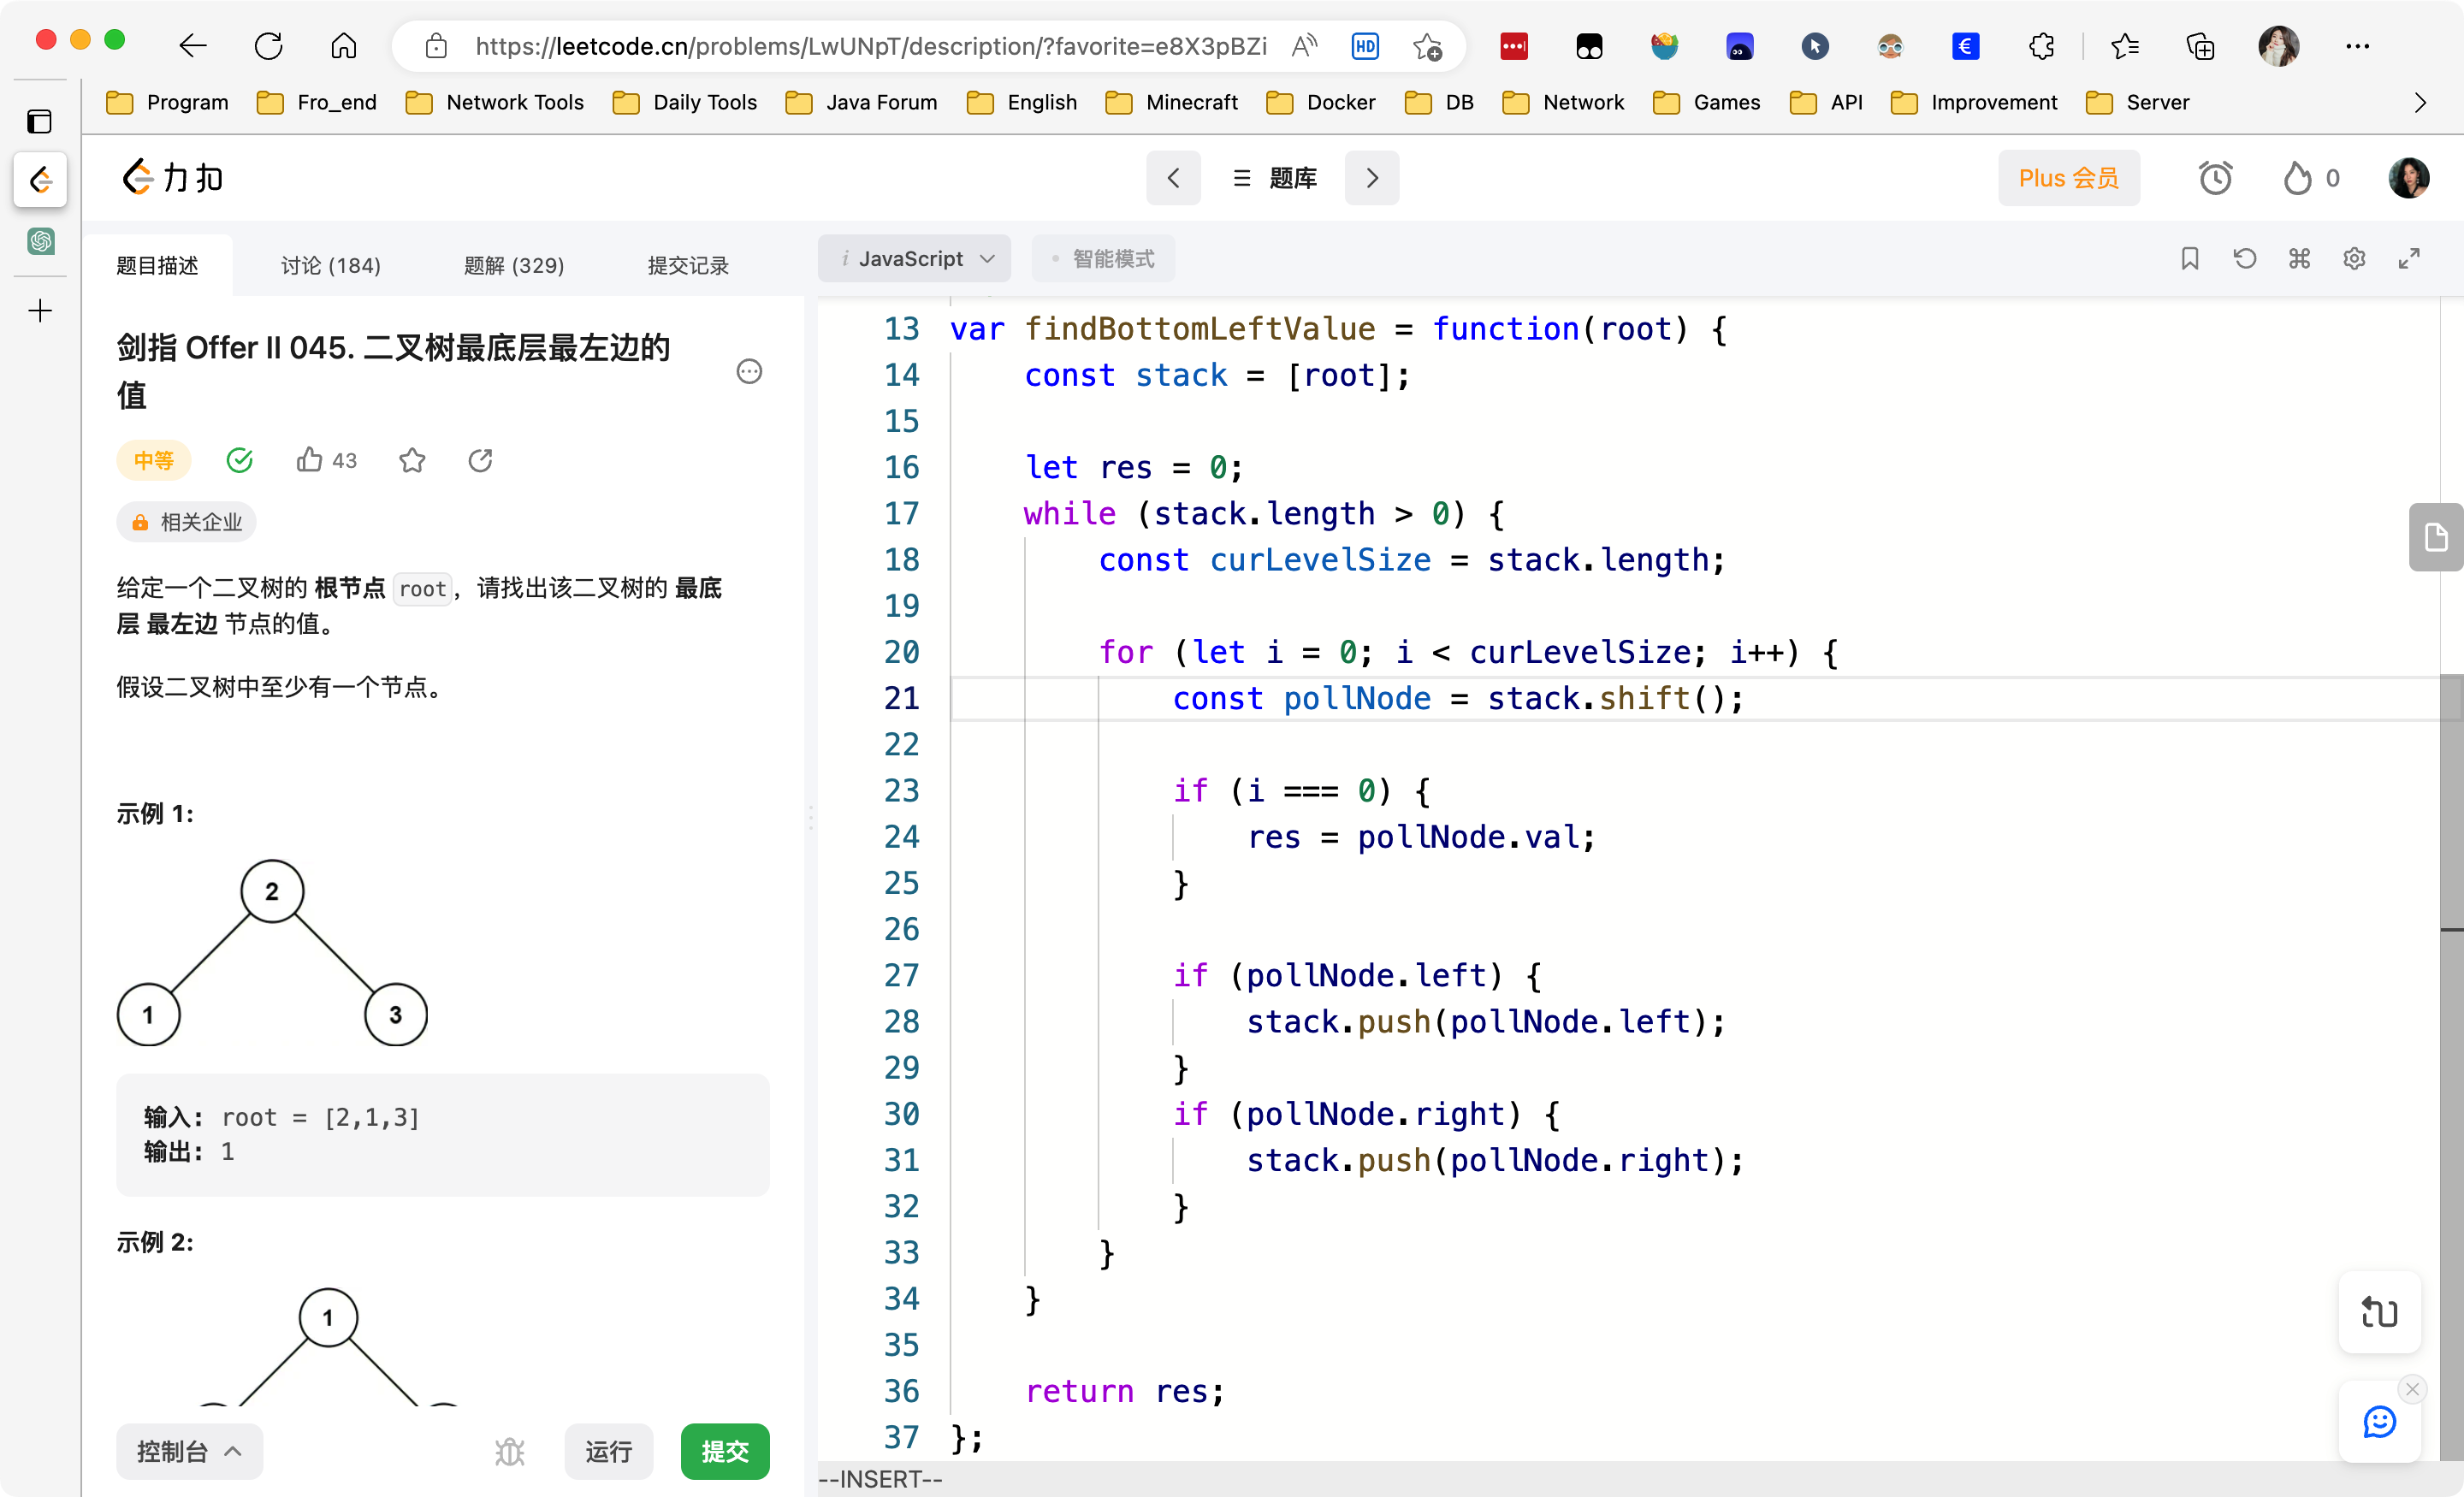 https://leetcode.cn/problems/LwUNpT/description/?favorite=e8X3pBZi
HD
Program Fro_end Network Tools Daily Tools Java Forum English Minecraft Docker DB Network Games API Improvement Server
力扣
题库
Plus 会员
0
题目描述 讨论 (184) 题解 (329) 提交记录
剑指 Offer II 045. 二叉树最底层最左边的
值
中等 43
相关企业
给定一个二叉树的 根节点 root，请找出该二叉树的 最底
层 最左边 节点的值。
假设二叉树中至少有一个节点。
示例 1:
2
1 3
输入: root = [2,1,3]
输出: 1
示例 2:
1
控制台 运行 提交
i JavaScript 智能模式
13 var findBottomLeftValue = function(root) {
14     const stack = [root];
15
16     let res = 0;
17     while (stack.length > 0) {
18         const curLevelSize = stack.length;
19
20         for (let i = 0; i < curLevelSize; i++) {
21             const pollNode = stack.shift();
22
23             if (i === 0) {
24                 res = pollNode.val;
25             }
26
27             if (pollNode.left) {
28                 stack.push(pollNode.left);
29             }
30             if (pollNode.right) {
31                 stack.push(pollNode.right);
32             }
33         }
34     }
35
36     return res;
37 };
--INSERT--